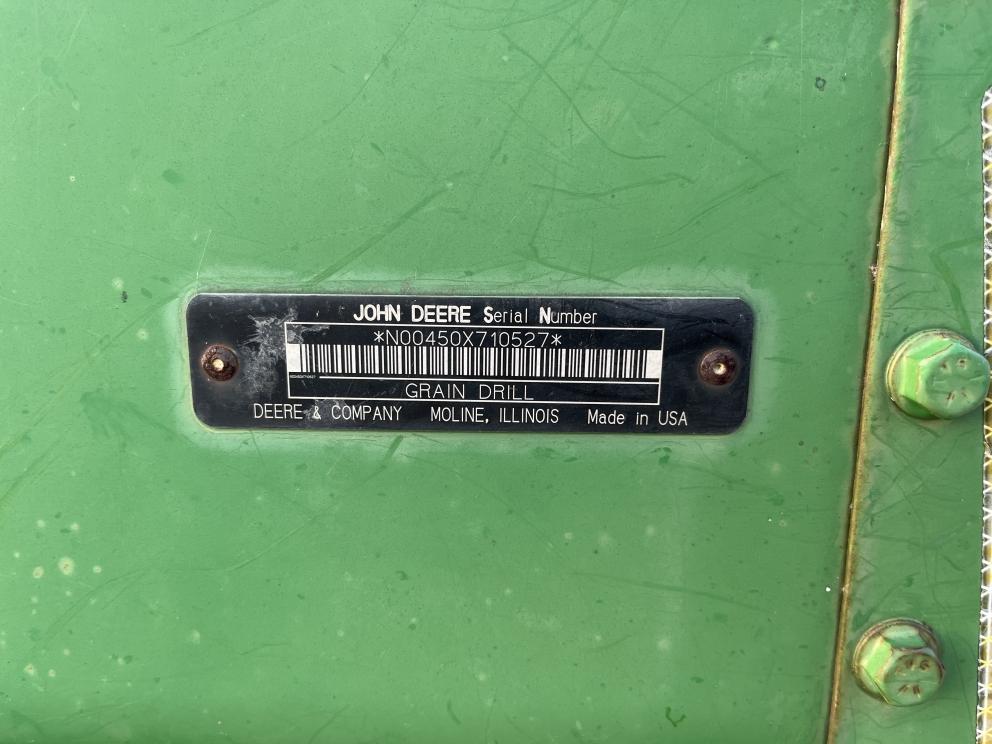 JOHN DEERE Serial Number
*N00450X710527*
GRAIN DRILL
DEERE & COMPANY MOLINE, ILLINOIS Made in USA